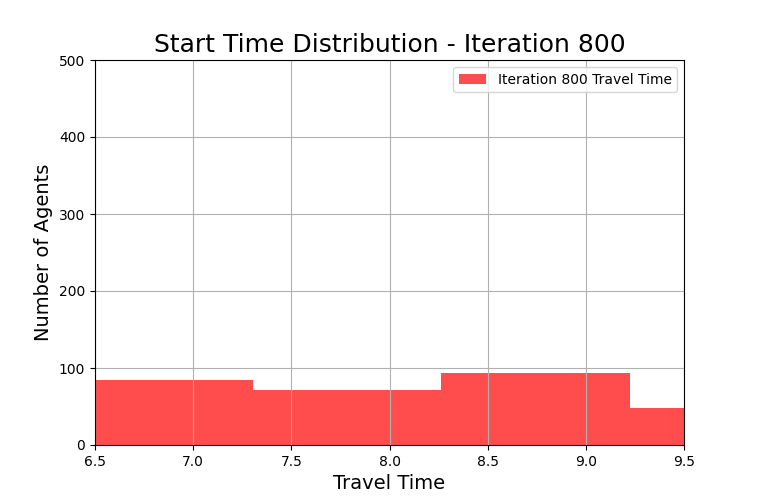 Start Time Distribution - Iteration 800
Iteration 800 Travel Time
Number of Agents
500
400
300
200
100
0
6.5 7.0 7.5 8.0 8.5 9.0 9.5
Travel Time